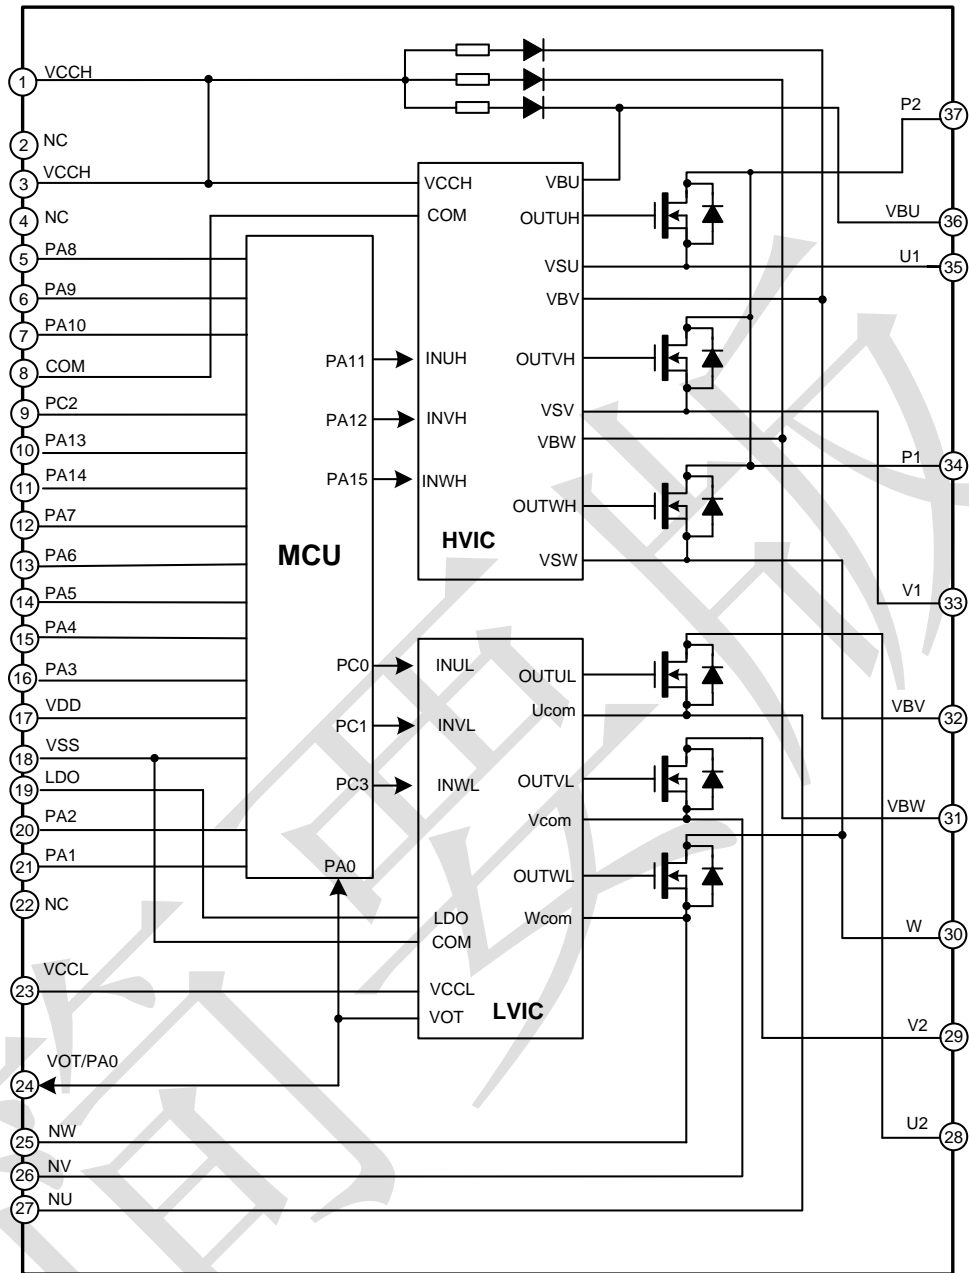 1 VCCH
2 NC
3 VCCH
4 NC
5 PA8
6 PA9
7 PA10
8 COM
9 PC2
10 PA13
11 PA14
12 PA7
13 PA6
14 PA5
15 PA4
16 PA3
17 VDD
18 VSS
19 LDO
20 PA2
21 PA1
22 NC
23 VCCL
24 VOT/PA0
25 NW
26 NV
27 NU
MCU
PA11
PA12
PA15
PC0
PC1
PC3
PA0
VCCH
COM
INUH
INVH
INWH
HVIC
VBU
OUTUH
VSU
VBV
OUTVH
VSV
VBW
OUTWH
VSW
INUL
INVL
INWL
LDO
COM
VCCL
VOT
LVIC
OUTUL
Ucom
OUTVL
Vcom
OUTWL
Wcom
P2 37
VBU 36
U1 35
P1 34
V1 33
VBV 32
VBW 31
W 30
V2 29
U2 28
简要版